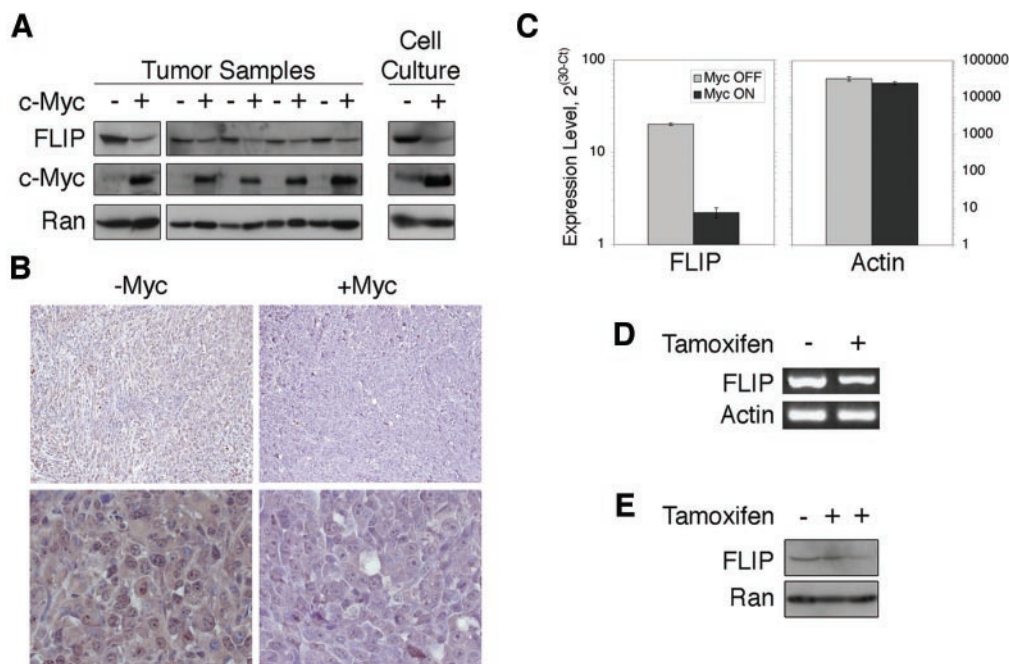 A
Tumor Samples
Cell
Culture
c-Myc - + - + - + - + - + - +
FLIP
c-Myc
Ran
B
-Myc +Myc
C
Expression Level, 2(30-Ct)
100
10
1
Myc OFF
Myc ON
100000
10000
1000
100
10
1
FLIP
Actin
D
Tamoxifen - +
FLIP
Actin
E
Tamoxifen - + +
FLIP
Ran